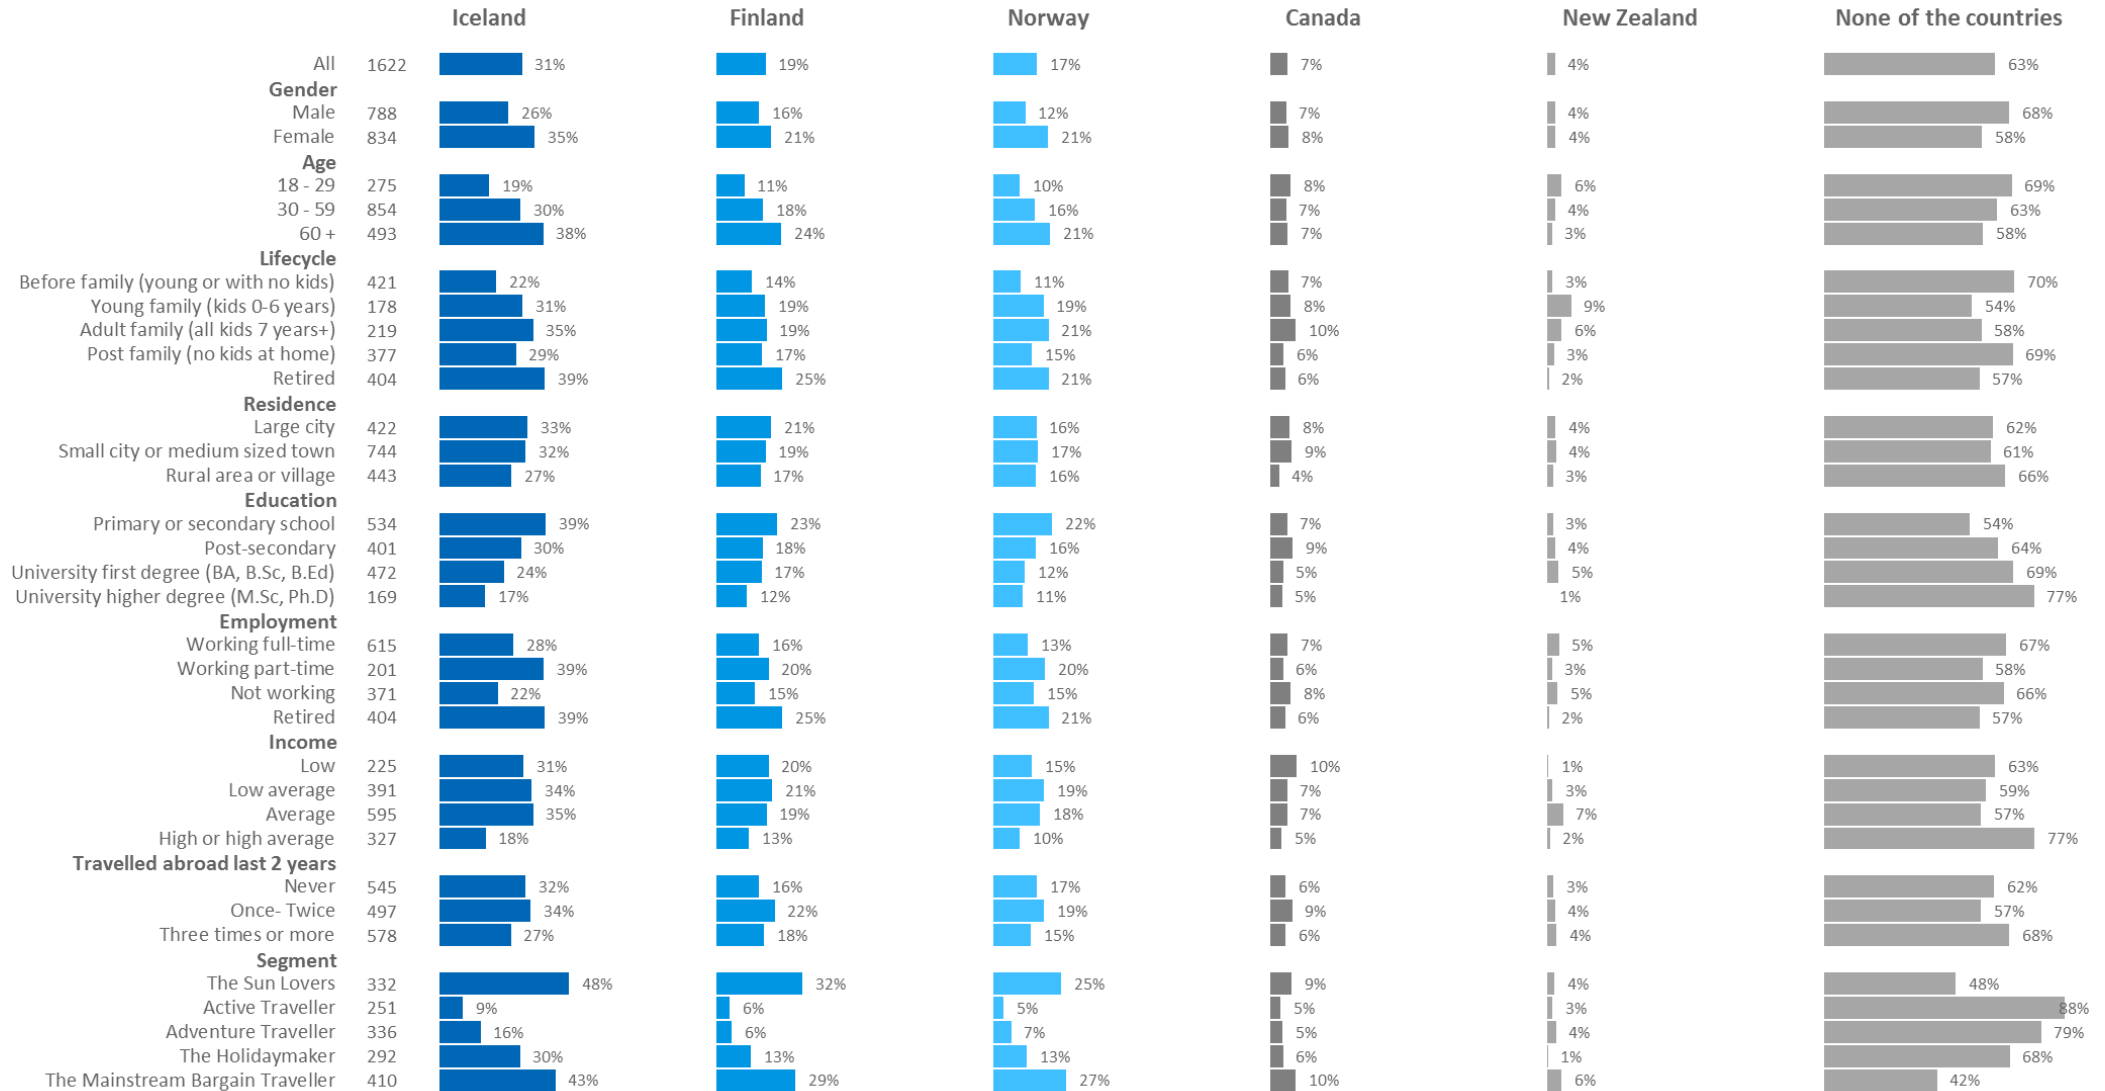 Iceland Finland Norway Canada New Zealand None of the countries
All 1622 31% 19% 17% 7% 4% 63%
Gender
Male 788 26% 16% 12% 7% 4% 68%
Female 834 35% 21% 21% 8% 4% 58%
Age
18 - 29 275 19% 11% 10% 8% 6% 69%
30 - 59 854 30% 18% 16% 7% 4% 63%
60 + 493 38% 24% 21% 7% 3% 58%
Lifecycle
Before family (young or with no kids) 421 22% 14% 11% 7% 3% 70%
Young family (kids 0-6 years) 178 31% 19% 19% 8% 9% 54%
Adult family (all kids 7 years+) 219 35% 19% 21% 10% 6% 58%
Post family (no kids at home) 377 29% 17% 15% 6% 3% 69%
Retired 404 39% 25% 21% 6% 2% 57%
Residence
Large city 422 33% 21% 16% 8% 4% 62%
Small city or medium sized town 744 32% 19% 17% 9% 4% 61%
Rural area or village 443 27% 17% 16% 4% 3% 66%
Education
Primary or secondary school 534 39% 23% 22% 7% 3% 54%
Post-secondary 401 30% 18% 16% 9% 4% 64%
University first degree (BA, B.Sc, B.Ed) 472 24% 17% 12% 5% 5% 69%
University higher degree (M.Sc, Ph.D) 169 17% 12% 11% 5% 1% 77%
Employment
Working full-time 615 28% 16% 13% 7% 5% 67%
Working part-time 201 39% 20% 20% 6% 3% 58%
Not working 371 22% 15% 15% 8% 5% 66%
Retired 404 39% 25% 21% 6% 2% 57%
Income
Low 225 31% 20% 15% 10% 1% 63%
Low average 391 34% 21% 19% 7% 3% 59%
Average 595 35% 19% 18% 7% 7% 57%
High or high average 327 18% 13% 10% 5% 2% 77%
Travelled abroad last 2 years
Never 545 32% 16% 17% 6% 3% 62%
Once- Twice 497 34% 22% 19% 9% 4% 57%
Three times or more 578 27% 18% 15% 6% 4% 68%
Segment
The Sun Lovers 332 48% 32% 25% 9% 4% 48%
Active Traveller 251 9% 6% 5% 5% 3% 88%
Adventure Traveller 336 16% 6% 7% 5% 4% 79%
The Holidaymaker 292 30% 13% 13% 6% 1% 68%
The Mainstream Bargain Traveller 410 43% 29% 27% 10% 6% 42%